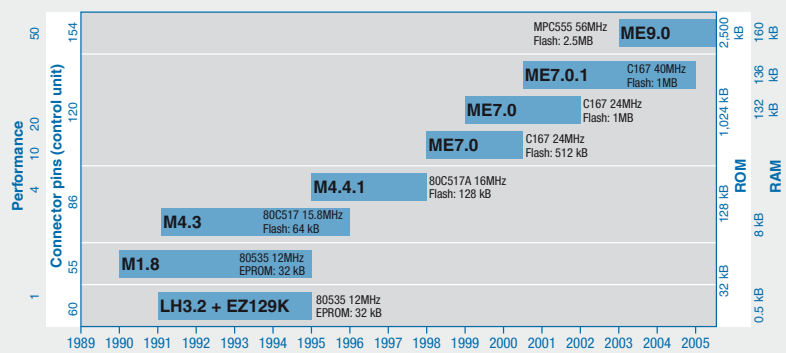 Performance
50
20
10
4
1
Connector pins (control unit)
154
120
86
55
60
MPC555 56MHz
Flash: 2.5MB
ME9.0
ME7.0.1
C167 40MHz
Flash: 1MB
ME7.0
C167 24MHz
Flash: 1MB
ME7.0
C167 24MHz
Flash: 512 kB
M4.4.1
80C517A 16MHz
Flash: 128 kB
M4.3
80C517 15.8MHz
Flash: 64 kB
M1.8
80535 12MHz
EPROM: 32 kB
LH3.2 + EZ129K
80535 12MHz
EPROM: 32 kB
2,500
kB
1,024 kB
128 kB
32 kB
ROM
160
kB
136
kB
132
kB
8 kB
0.5 kB
RAM
1989 1990 1991 1992 1993 1994 1995 1996 1997 1998 1999 2000 2001 2002 2003 2004 2005